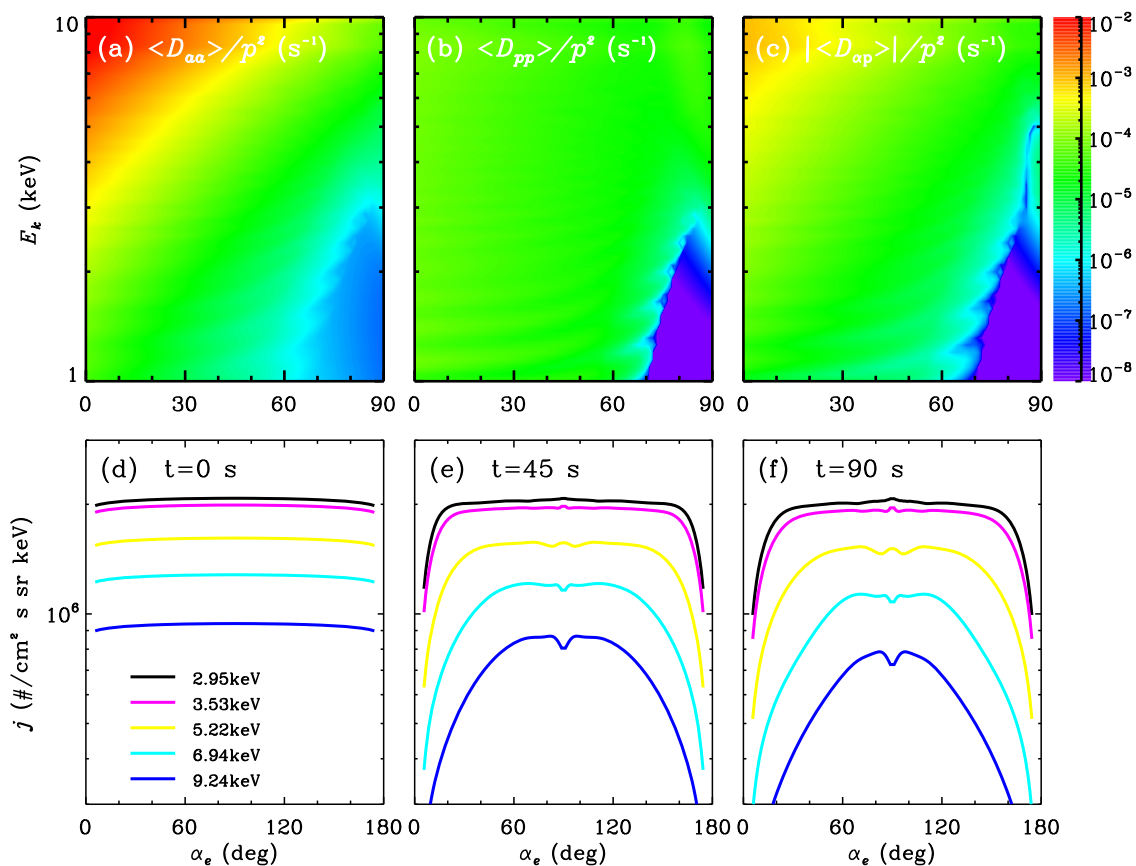 (a) <Dαα>/p² (s⁻¹)
(b) <Dpp>/p² (s⁻¹)
(c) |<Dαp>|/p² (s⁻¹)
10
1
Eₖ (keV)
0 30 60 90
0 30 60 90
0 30 60 90
10⁻²
10⁻³
10⁻⁴
10⁻⁵
10⁻⁶
10⁻⁷
10⁻⁸
(d) t=0 s
(e) t=45 s
(f) t=90 s
10⁶
j (#/cm² s sr keV)
2.95keV
3.53keV
5.22keV
6.94keV
9.24keV
0 60 120 180
0 60 120 180
0 60 120 180
αₑ (deg)
αₑ (deg)
αₑ (deg)